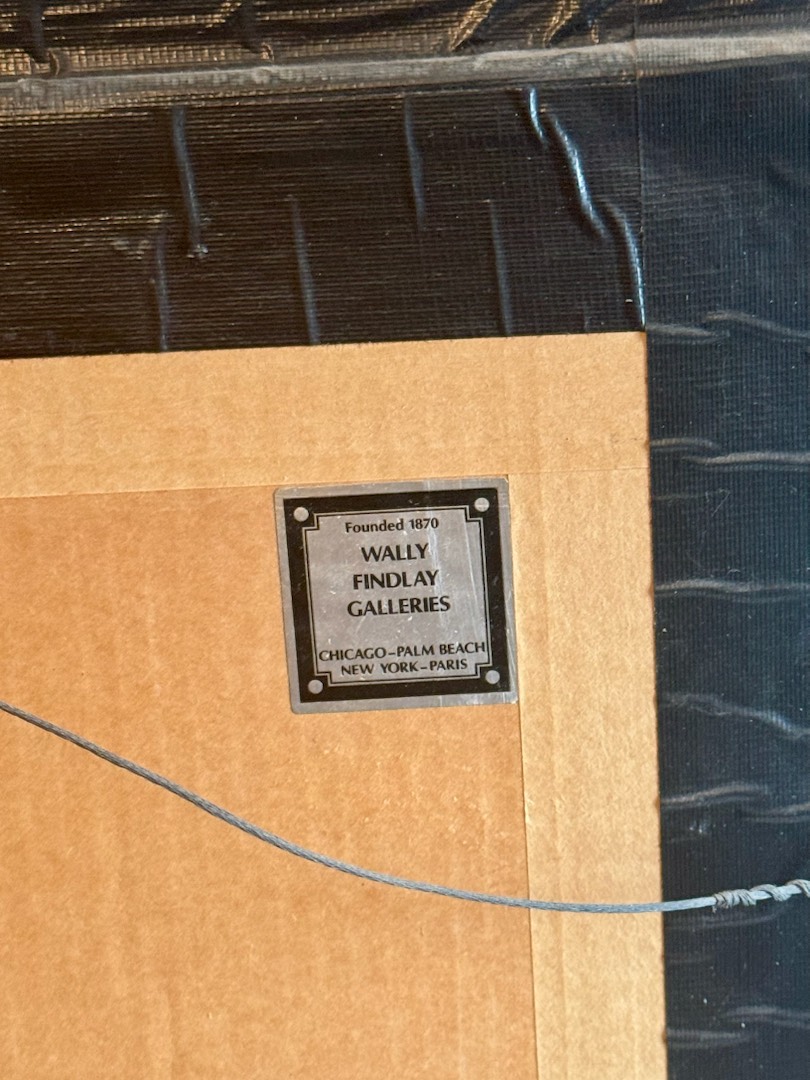 Founded 1870
WALLY
FINDLAY
GALLERIES
CHICAGO–PALM BEACH
NEW YORK–PARIS